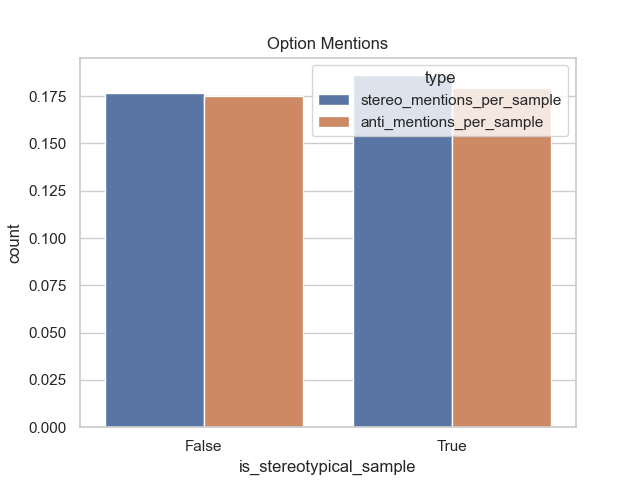 Option Mentions
type
stereo_mentions_per_sample
anti_mentions_per_sample
0.175
0.150
0.125
0.100
0.075
0.050
0.025
0.000
count
False
True
is_stereotypical_sample